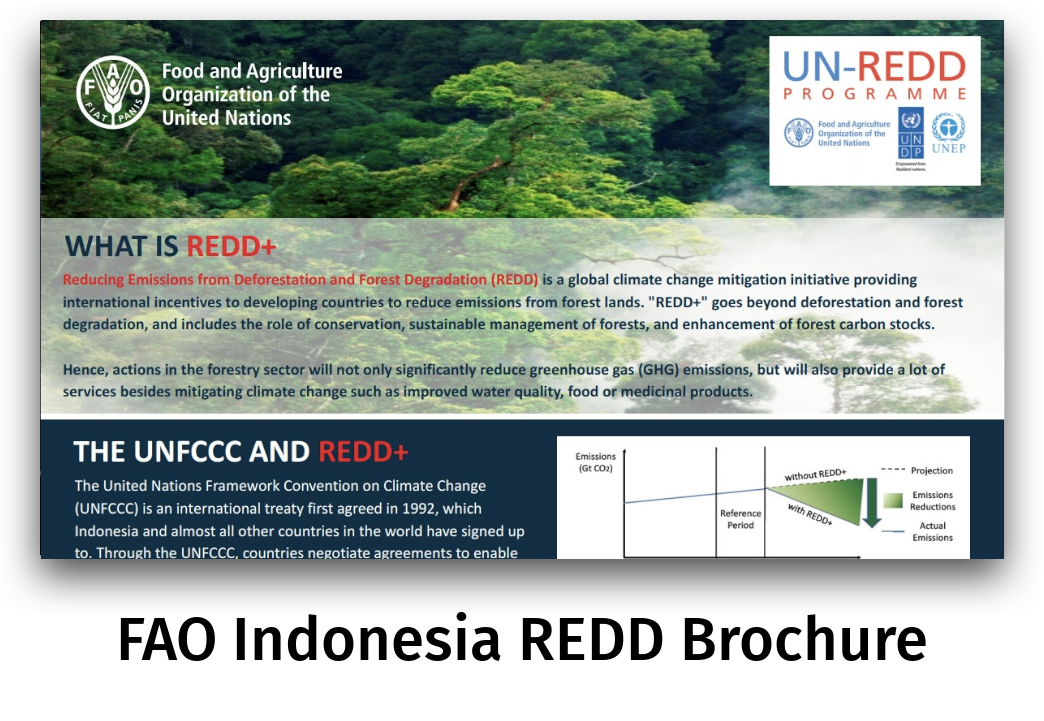 Food and Agriculture
Organization of the
United Nations
F A O
FIAT PANIS
UN-REDD
PROGRAMME
Food and Agriculture
Organization of the
United Nations
UN
DP
Empowered lives.
Resilient nations.
UNEP
WHAT IS REDD+
Reducing Emissions from Deforestation and Forest Degradation (REDD) is a global climate change mitigation initiative providing
international incentives to developing countries to reduce emissions from forest lands. "REDD+" goes beyond deforestation and forest
degradation, and includes the role of conservation, sustainable management of forests, and enhancement of forest carbon stocks.
Hence, actions in the forestry sector will not only significantly reduce greenhouse gas (GHG) emissions, but will also provide a lot of
services besides mitigating climate change such as improved water quality, food or medicinal products.
THE UNFCCC AND REDD+
The United Nations Framework Convention on Climate Change
(UNFCCC) is an international treaty first agreed in 1992, which
Indonesia and almost all other countries in the world have signed up
to. Through the UNFCCC, countries negotiate agreements to enable
Emissions
(Gt CO₂)
Reference
Period
without REDD+
with REDD+
Projection
Emissions
Reductions
Actual
Emissions
FAO Indonesia REDD Brochure